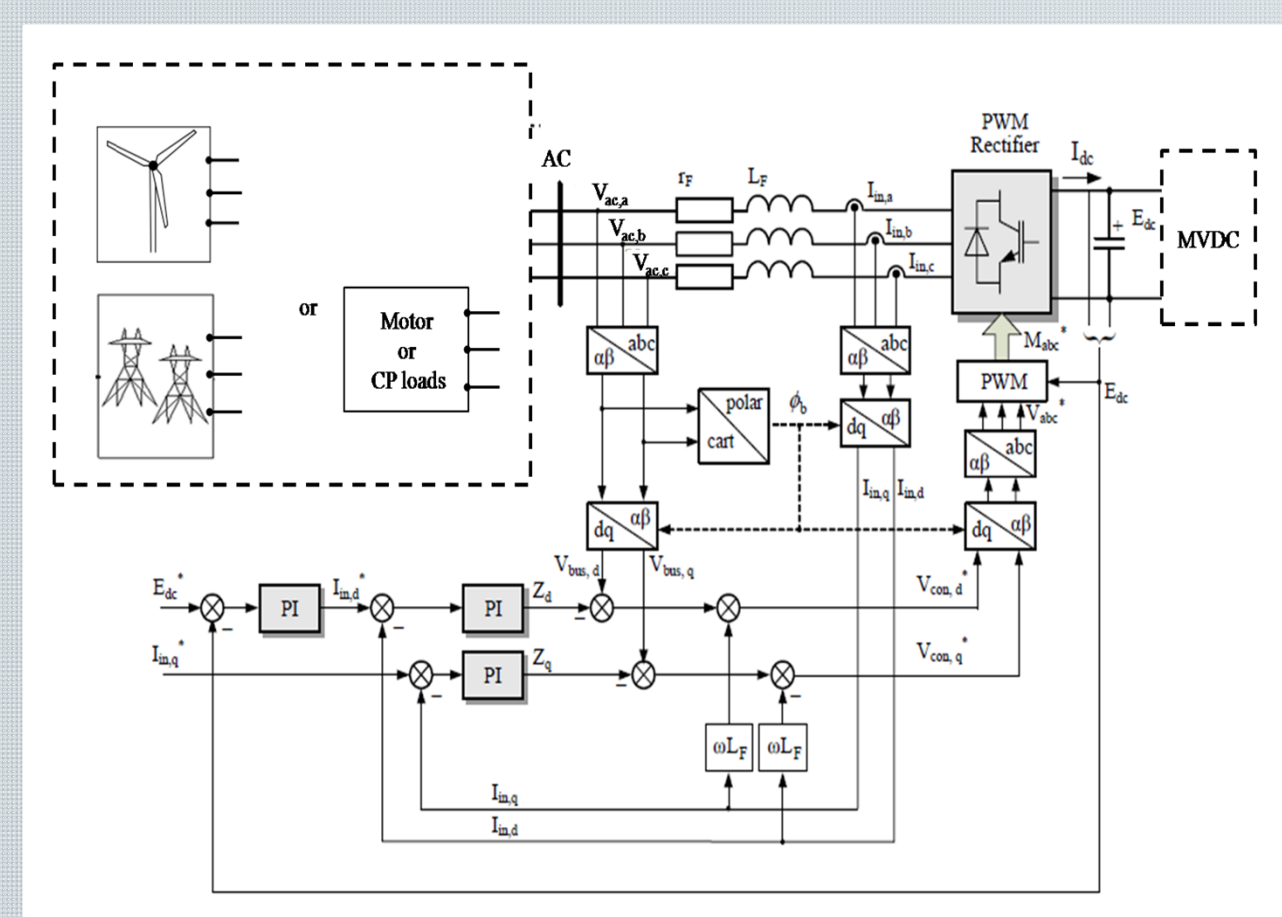 PWM
Rectifier
AC
V_ac,a
V_ac,b
V_ac,c
r_F
L_F
I_in,a
I_in,b
I_in,c
I_dc
+
E_dc
MVDC
or
Motor
or
CP loads
abc
αβ
abc
αβ
M_abc*
PWM
E_dc
V_abc*
polar
cart
ϕ_b
αβ
dq
abc
αβ
I_in,q
I_in,d
αβ
dq
αβ
dq
V_bus, d
V_bus, q
E_dc*
−
PI
I_in,d*
−
PI
Z_d
−
V_con, d*
I_in,q*
−
PI
Z_q
−
−
V_con, q*
ωL_F
ωL_F
I_in,q
I_in,d